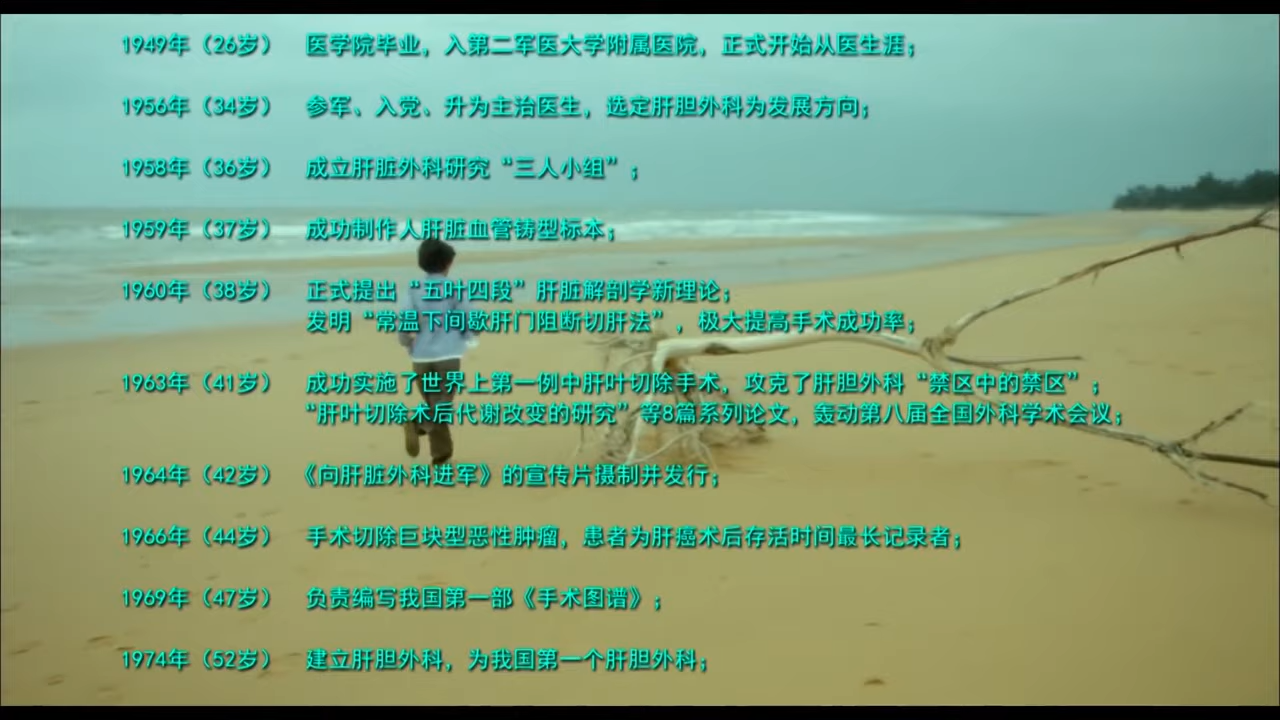 1949年（26岁） 医学院毕业，入第二军医大学附属医院，正式开始从医生涯；
1956年（34岁） 参军、入党、升为主治医生，选定肝胆外科为发展方向；
1958年（36岁） 成立肝脏外科研究“三人小组”；
1959年（37岁） 成功制作人肝脏血管铸型标本；
1960年（38岁） 正式提出“五叶四段”肝脏解剖学新理论；
发明“常温下间歇肝门阻断切肝法”，极大提高手术成功率；
1963年（41岁） 成功实施了世界上第一例中肝叶切除手术，攻克了肝胆外科“禁区中的禁区”；
“肝叶切除术后代谢改变的研究”等8篇系列论文，轰动第八届全国外科学术会议；
1964年（42岁） 《向肝脏外科进军》的宣传片摄制并发行；
1966年（44岁） 手术切除巨块型恶性肿瘤，患者为肝癌术后存活时间最长记录者；
1969年（47岁） 负责编写我国第一部《手术图谱》；
1974年（52岁） 建立肝胆外科，为我国第一个肝胆外科；